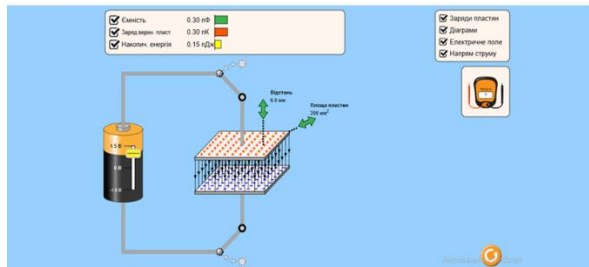 Ємність 0.30 пФ
Заряд верхн. пласт. 0.30 пК
Накопич. енергія 0.15 пДж
Заряди пластин
Діаграми
Електричне поле
Напрям струму
Відстань
6.0 мм
Площа пластин
200 мм²
1.5 В
0 В
-1.5 В